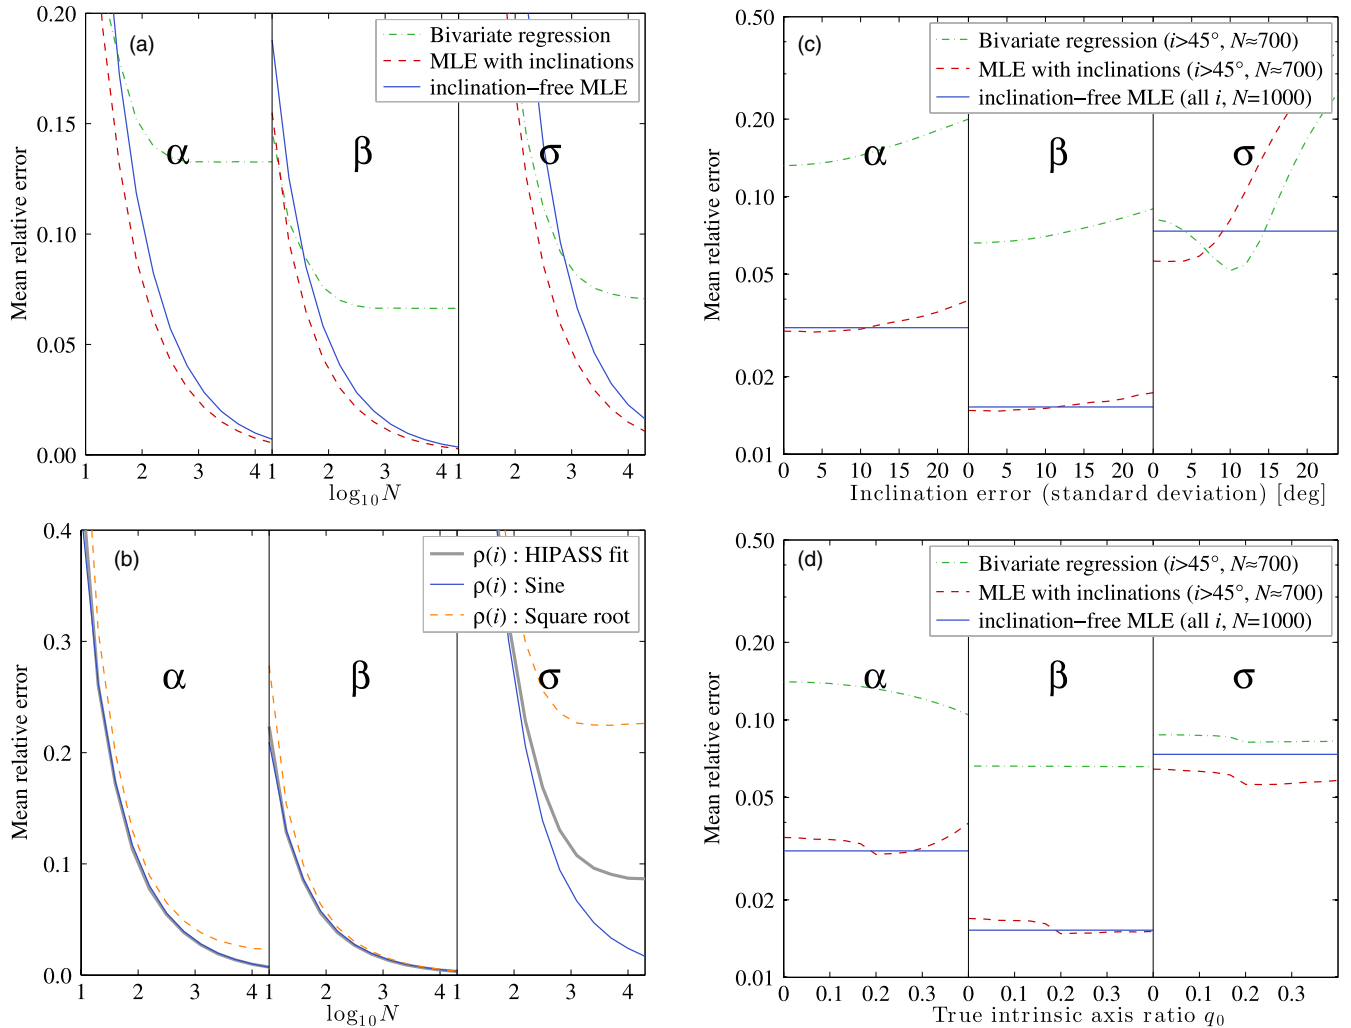 (a)
Bivariate regression
MLE with inclinations
inclination−free MLE
α
β
σ
0.20
0.15
0.10
0.05
0.00
Mean relative error
1 2 3 4 1 2 3 4 1 2 3 4
log10 N
(c)
Bivariate regression (i>45°, N≈700)
MLE with inclinations (i>45°, N≈700)
inclination−free MLE (all i, N=1000)
α
β
σ
0.50
0.20
0.10
0.05
0.02
0.01
Mean relative error
0 5 10 15 20 0 5 10 15 20 0 5 10 15 20
Inclination error (standard deviation) [deg]
(b)
ρ(i) : HIPASS fit
ρ(i) : Sine
ρ(i) : Square root
α
β
σ
0.4
0.3
0.2
0.1
0.0
Mean relative error
1 2 3 4 1 2 3 4 1 2 3 4
log10 N
(d)
Bivariate regression (i>45°, N≈700)
MLE with inclinations (i>45°, N≈700)
inclination−free MLE (all i, N=1000)
α
β
σ
0.50
0.20
0.10
0.05
0.02
0.01
Mean relative error
0 0.1 0.2 0.3 0 0.1 0.2 0.3 0 0.1 0.2 0.3
True intrinsic axis ratio q0